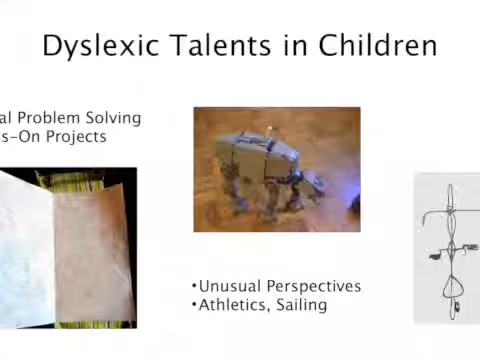 Dyslexic Talents in Children
al Problem Solving
s-On Projects
•Unusual Perspectives
•Athletics, Sailing